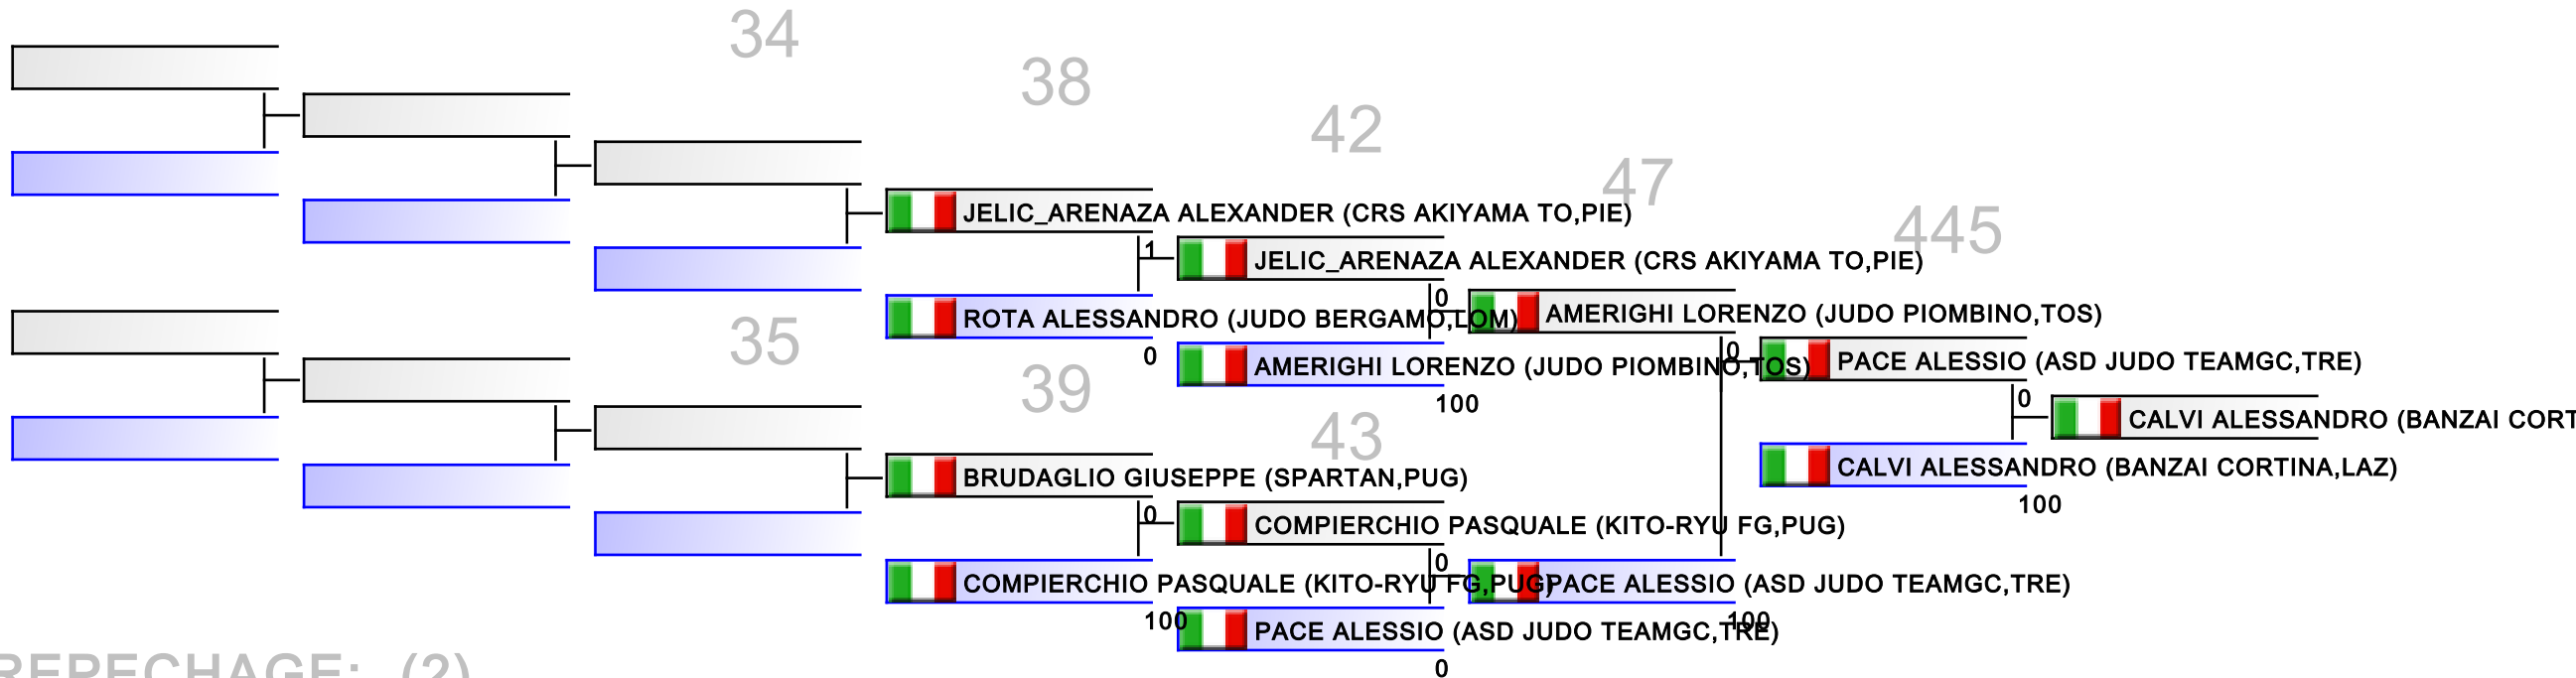 34
38
42
47
445
JELIC_ARENAZA ALEXANDER (CRS AKIYAMA TO,PIE)
1
JELIC_ARENAZA ALEXANDER (CRS AKIYAMA TO,PIE)
0
AMERIGHI LORENZO (JUDO PIOMBINO,TOS)
ROTA ALESSANDRO (JUDO BERGAMO,LOM)
0
35
0
PACE ALESSIO (ASD JUDO TEAMGC,TRE)
AMERIGHI LORENZO (JUDO PIOMBINO,TOS)
39
100
0
CALVI ALESSANDRO (BANZAI CORT
43
CALVI ALESSANDRO (BANZAI CORTINA,LAZ)
100
BRUDAGLIO GIUSEPPE (SPARTAN,PUG)
0
COMPIERCHIO PASQUALE (KITO-RYU FG,PUG)
0
COMPIERCHIO PASQUALE (KITO-RYU FG,PUG)
PACE ALESSIO (ASD JUDO TEAMGC,TRE)
100
100
PACE ALESSIO (ASD JUDO TEAMGC,TRE)
0
REPECHAGE: (2)